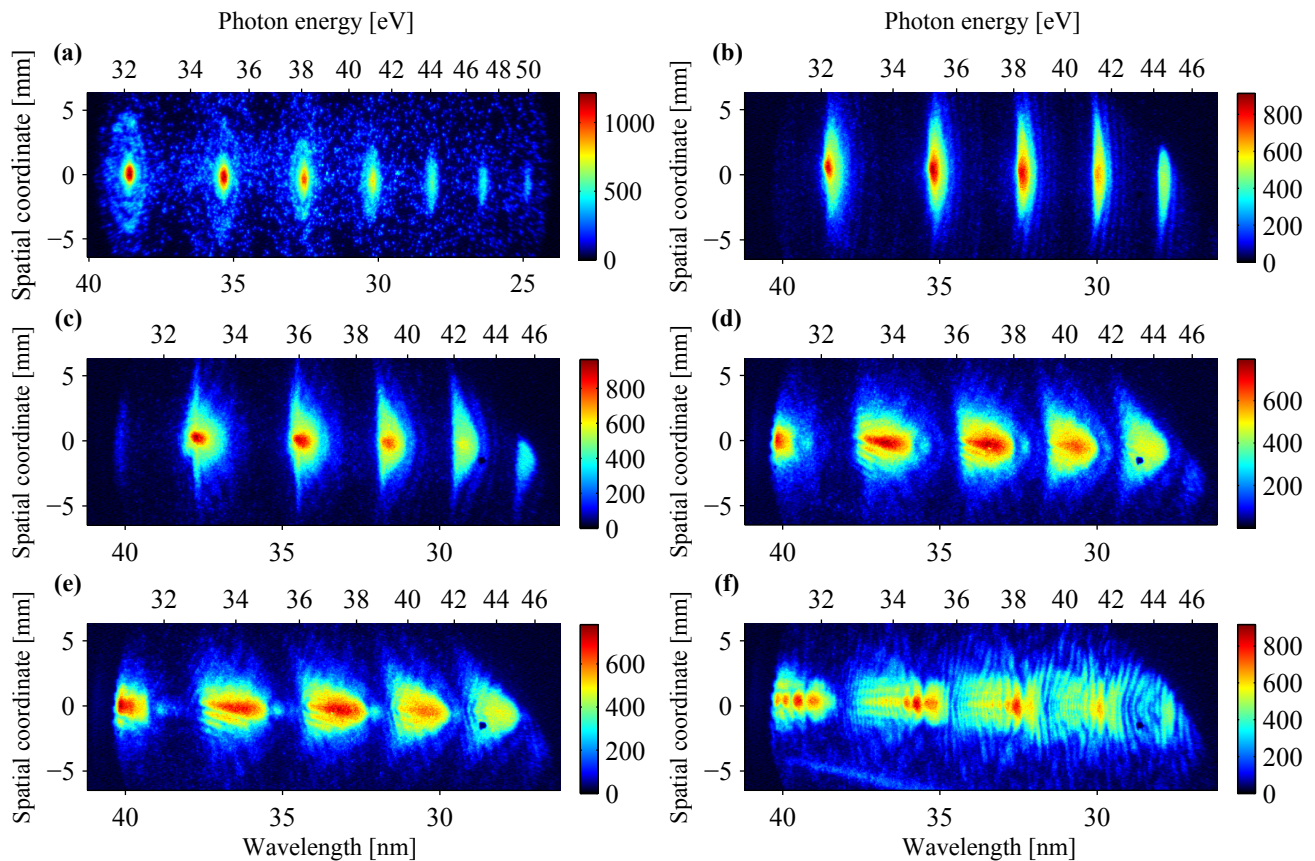 Photon energy [eV] Photon energy [eV]
(a) 32 34 36 38 40 42 44 46 48 50 (b) 32 34 36 38 40 42 44 46
Spatial coordinate [mm] 5 0 −5 1000 500 0
Spatial coordinate [mm] 5 0 −5 800 600 400 200 0
40 35 30 25 40 35 30
(c) 32 34 36 38 40 42 44 46 (d) 32 34 36 38 40 42 44 46
Spatial coordinate [mm] 5 0 −5 800 600 400 200 0
Spatial coordinate [mm] 5 0 −5 600 400 200
40 35 30 40 35 30
(e) 32 34 36 38 40 42 44 46 (f) 32 34 36 38 40 42 44 46
Spatial coordinate [mm] 5 0 −5 600 400 200 0
Spatial coordinate [mm] 5 0 −5 800 600 400 200 0
40 35 30 40 35 30
Wavelength [nm] Wavelength [nm]